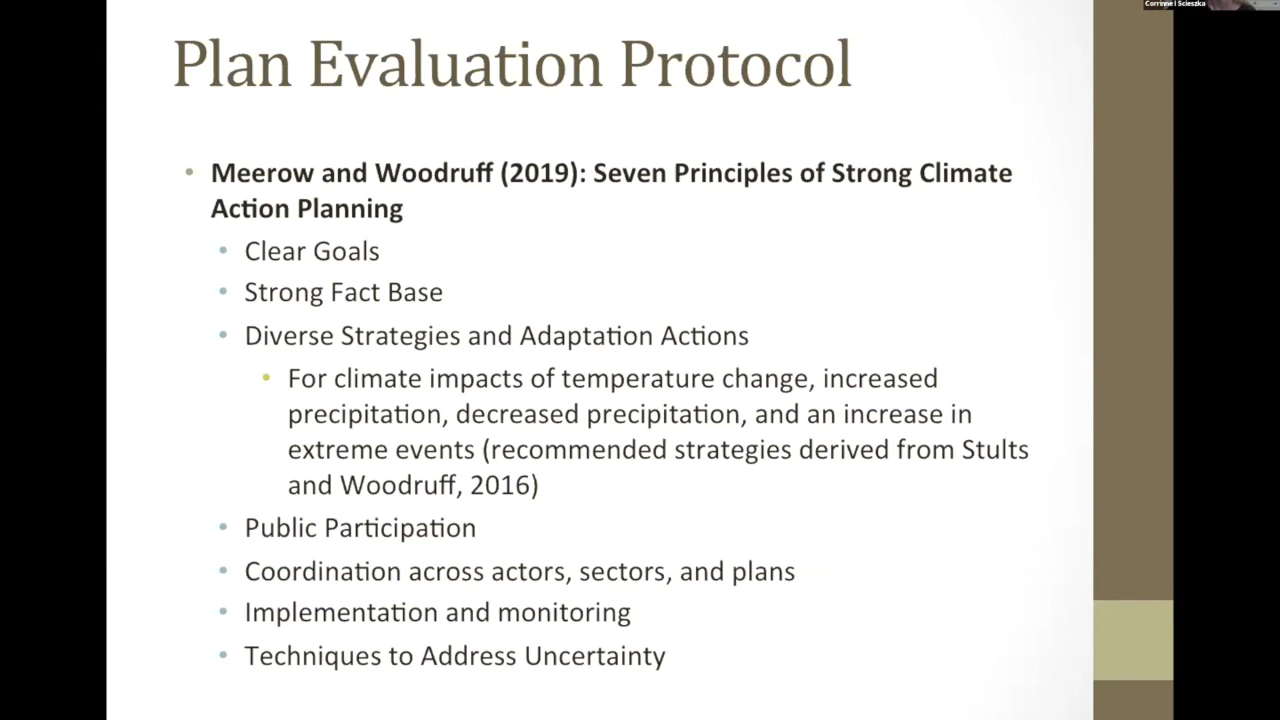 Corrinne I Scieszka
Plan Evaluation Protocol
• Meerow and Woodruff (2019): Seven Principles of Strong Climate
Action Planning
• Clear Goals
• Strong Fact Base
• Diverse Strategies and Adaptation Actions
• For climate impacts of temperature change, increased
precipitation, decreased precipitation, and an increase in
extreme events (recommended strategies derived from Stults
and Woodruff, 2016)
• Public Participation
• Coordination across actors, sectors, and plans
• Implementation and monitoring
• Techniques to Address Uncertainty